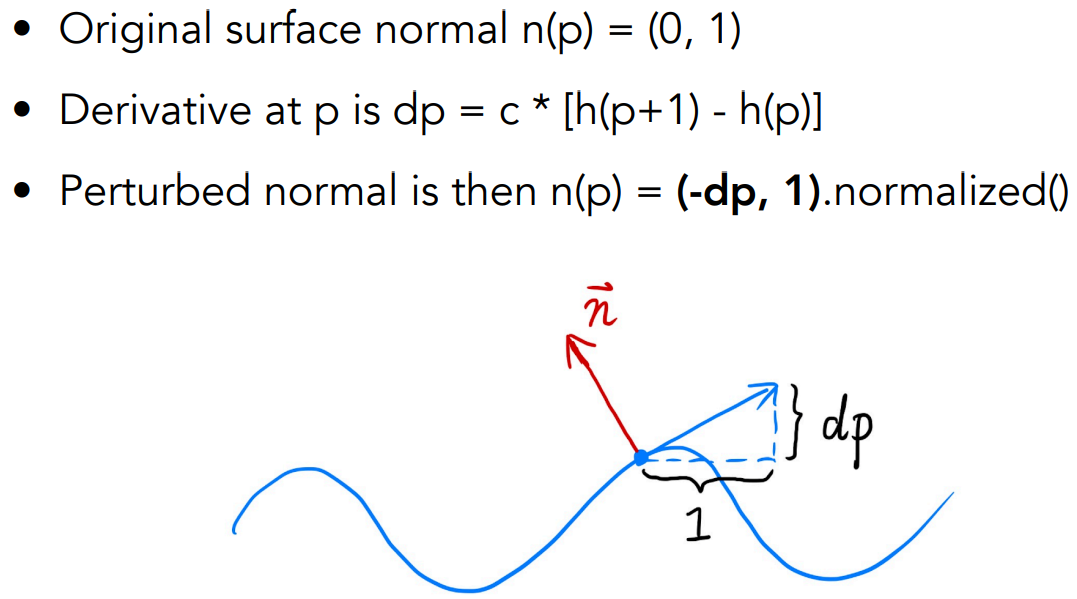 • Original surface normal n(p) = (0, 1)
• Derivative at p is dp = c * [h(p+1) - h(p)]
• Perturbed normal is then n(p) = (-dp, 1).normalized()
n⃗
dp
1